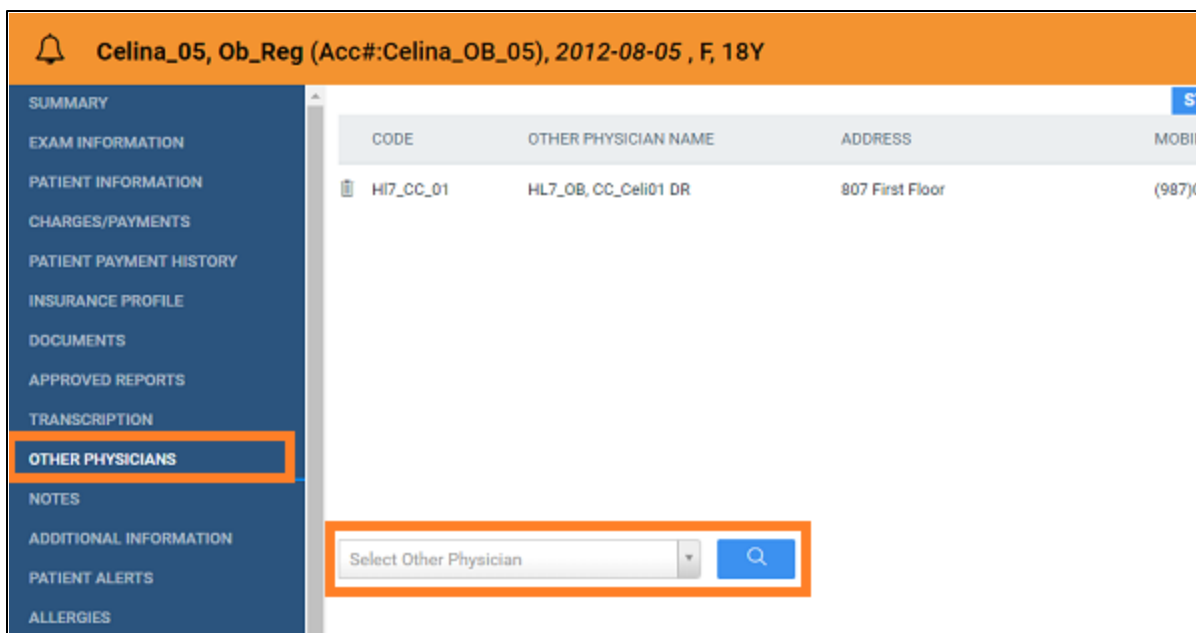 Celina_05, Ob_Reg (Acc#:Celina_OB_05), 2012-08-05 , F, 18Y
SUMMARY
EXAM INFORMATION
PATIENT INFORMATION
CHARGES/PAYMENTS
PATIENT PAYMENT HISTORY
INSURANCE PROFILE
DOCUMENTS
APPROVED REPORTS
TRANSCRIPTION
OTHER PHYSICIANS
NOTES
ADDITIONAL INFORMATION
PATIENT ALERTS
ALLERGIES
CODE OTHER PHYSICIAN NAME ADDRESS
Hl7_CC_01 HL7_OB, CC_Celi01 DR 807 First Floor
Select Other Physician